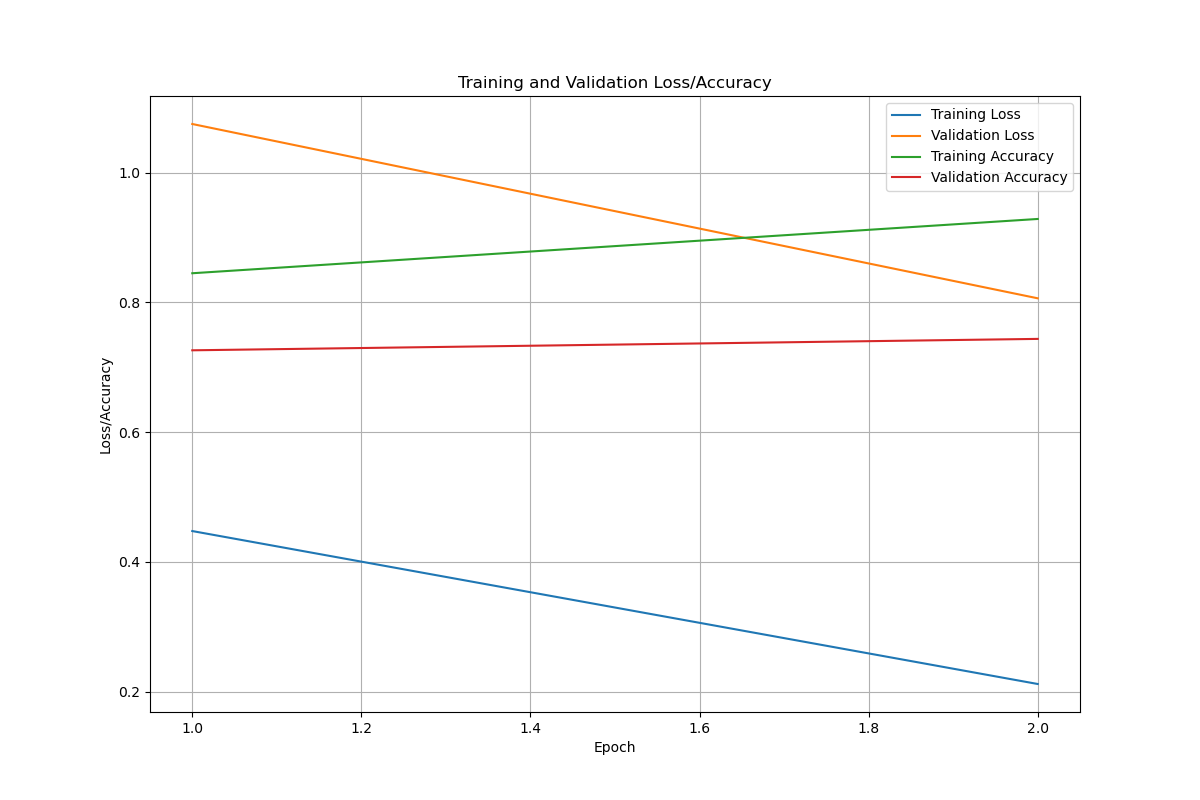 Training and Validation Loss/Accuracy
Training Loss
Validation Loss
Training Accuracy
Validation Accuracy
Loss/Accuracy
1.0
0.8
0.6
0.4
0.2
1.0 1.2 1.4 1.6 1.8 2.0
Epoch